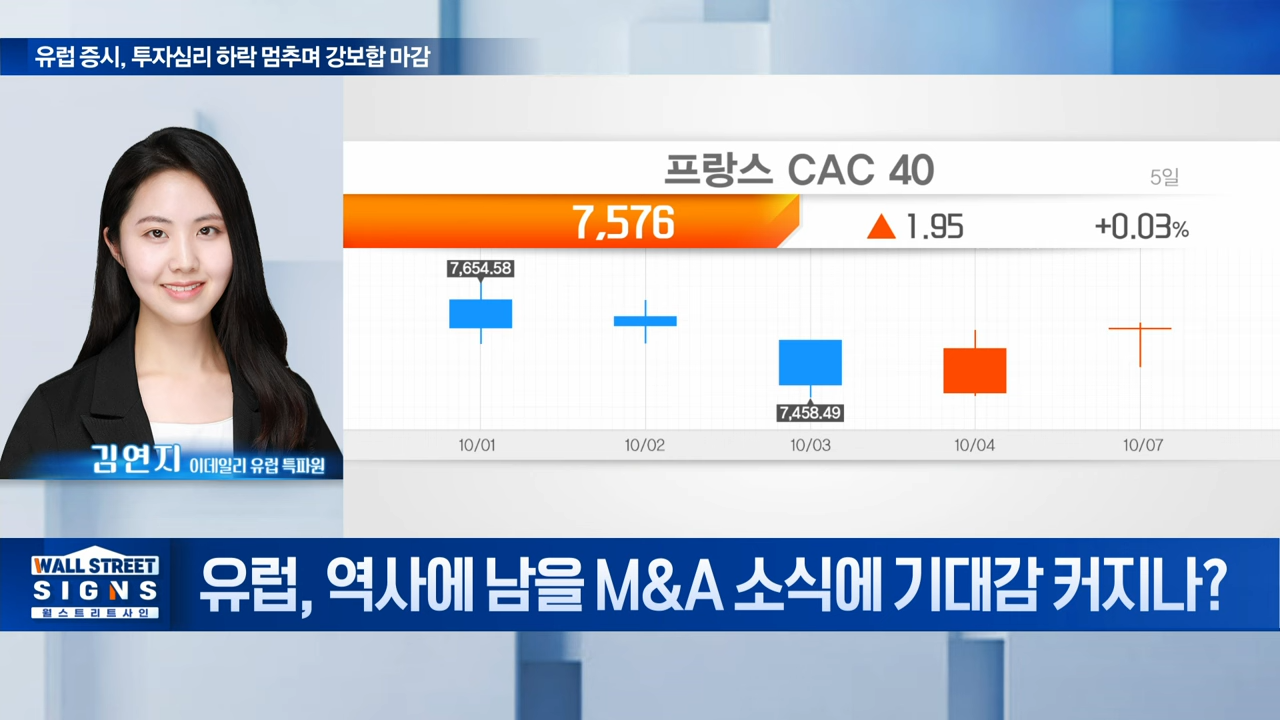 유럽 증시, 투자심리 하락 멈추며 강보합 마감
프랑스 CAC 40
5일
7,576
▲ 1.95
+0.03%
7,654.58
7,458.49
10/01
10/02
10/03
10/04
10/07
김연지 이데일리 유럽 특파원
WALL STREET
SIGNS
월스트리트사인
유럽, 역사에 남을 M&A 소식에 기대감 커지나?